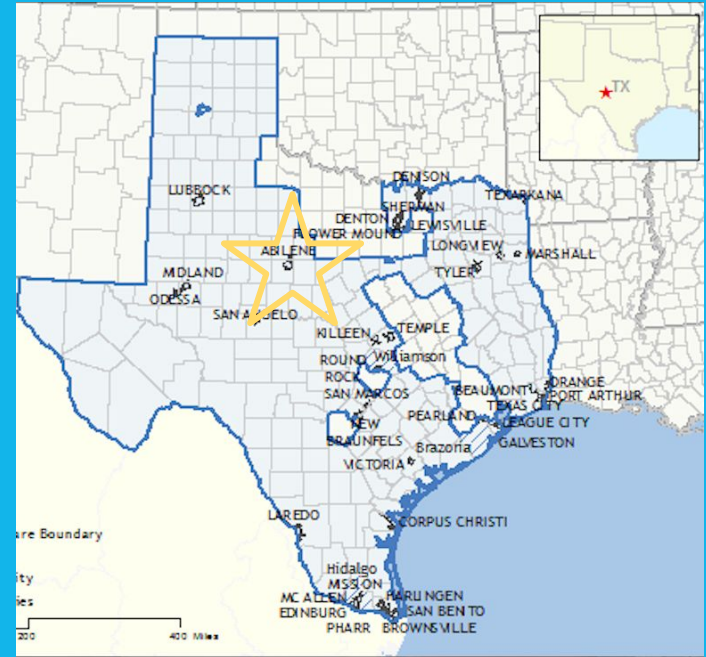 TX
DENISON
LUBBOCK
SHERMAN
TEXARKANA
DENTON
LEWISVILLE
FLOWER MOUND
ABILENE
LONGVIEW
MARSHALL
TYLER
MIDLAND
ODESSA
SAN ANGELO
KILLEEN
TEMPLE
ROUND
ROCK
Williamson
SAN MARCOS
BEAUMONT
ORANGE
PORT ARTHUR
TEXAS CITY
PEARLAND
LEAGUE CITY
NEW
BRAUNFELS
Brazoria
GALVESTON
VICTORIA
LAREDO
CORPUS CHRISTI
are Boundary
Hidalgo
MISSION
ity
MC ALLEN
HARLINGEN
ies
EDINBURG
SAN BENITO
PHARR
BROWNSVILLE
200
400 Miles